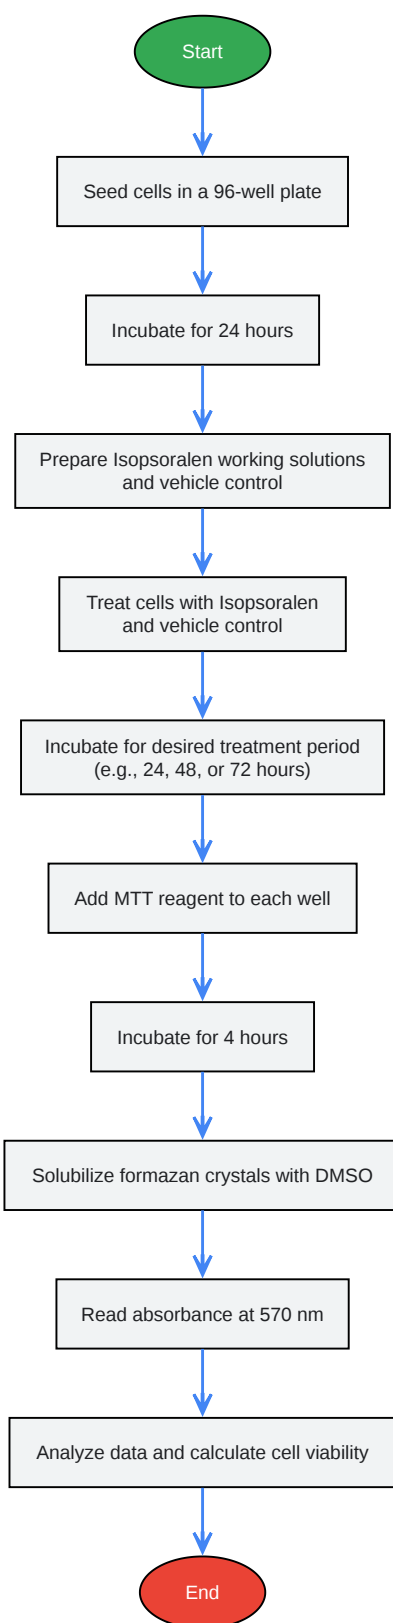 Start
Seed cells in a 96-well plate
Incubate for 24 hours
Prepare Isopsoralen working solutions
and vehicle control
Treat cells with Isopsoralen
and vehicle control
Incubate for desired treatment period
(e.g., 24, 48, or 72 hours)
Add MTT reagent to each well
Incubate for 4 hours
Solubilize formazan crystals with DMSO
Read absorbance at 570 nm
Analyze data and calculate cell viability
End